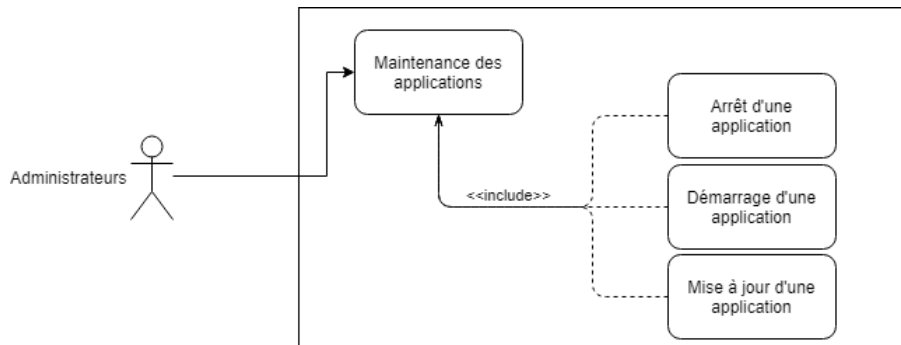 Maintenance des
applications
Arrêt d'une
application
Administrateurs
<<include>>
Démarrage d'une
application
Mise à jour d'une
application